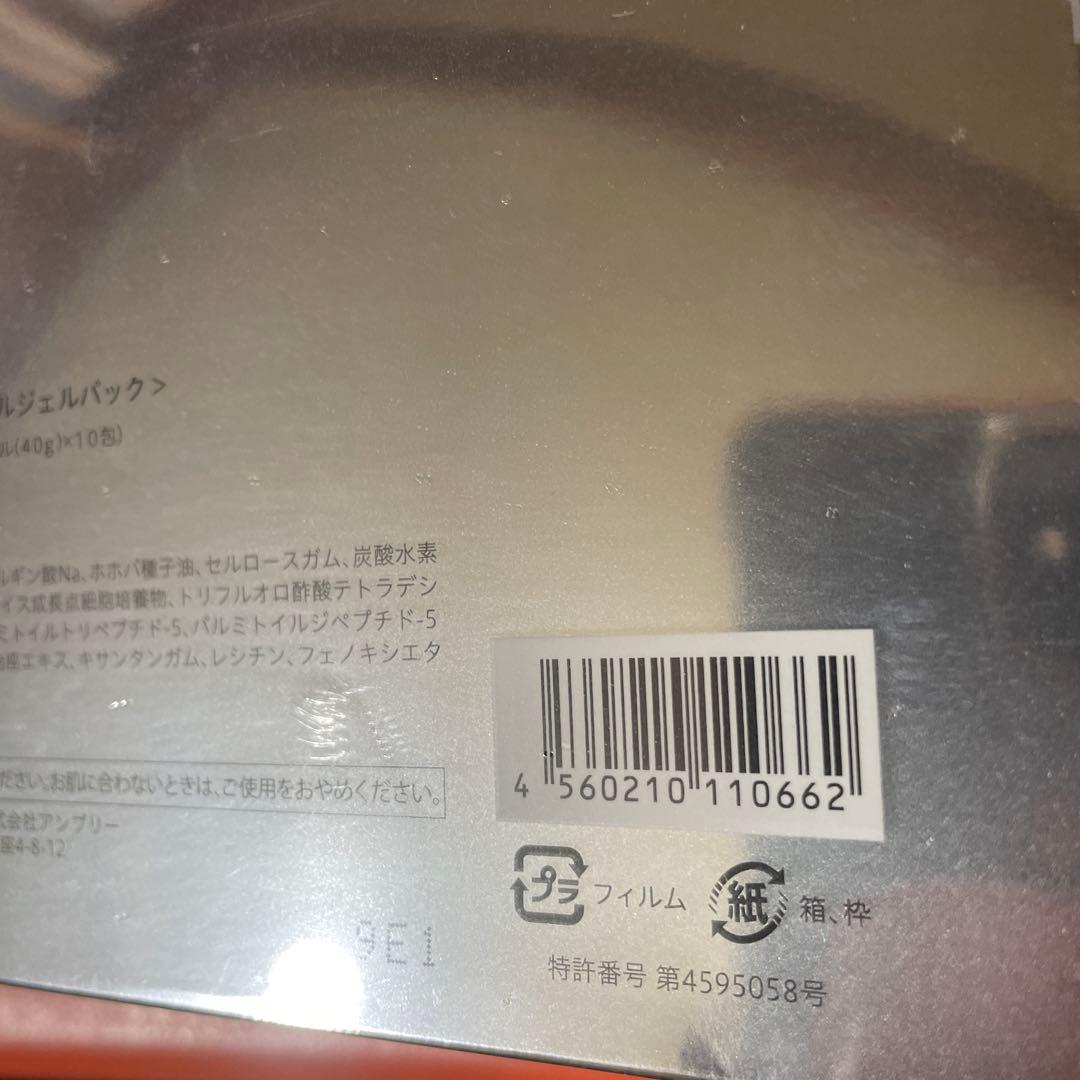 ルジェルパック>
ル(40g)×10包)
ルギン酸Na、ホホバ種子油、セルロースガム、炭酸水素
イス成長点細胞培養物、トリフルオロ酢酸テトラデシ
ミトイルトリペプチド-5、パルミトイルジペプチド-5
エキス、キサンタンガム、レシチン、フェノキシエタ
ださい。お肌に合わないときは、ご使用をおやめください。
式会社アンプリー
座4-8-12
4 560210 110662
プラ フィルム 紙 箱、枠
9E1
特許番号 第4595058号